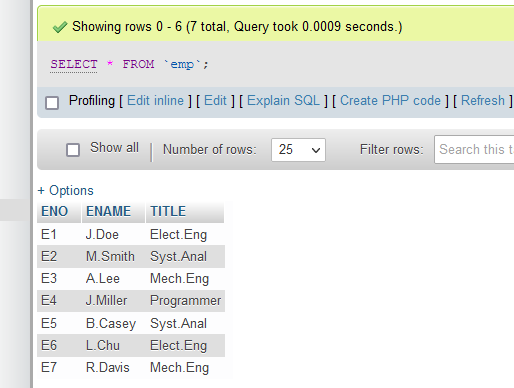 Showing rows 0 - 6 (7 total, Query took 0.0009 seconds.)
SELECT * FROM `emp`;
Profiling [ Edit inline ] [ Edit ] [ Explain SQL ] [ Create PHP code ] [ Refresh ]
Show all Number of rows: 25 Filter rows: Search this
+ Options
ENO ENAME TITLE
E1 J.Doe Elect.Eng
E2 M.Smith Syst.Anal
E3 A.Lee Mech.Eng
E4 J.Miller Programmer
E5 B.Casey Syst.Anal
E6 L.Chu Elect.Eng
E7 R.Davis Mech.Eng